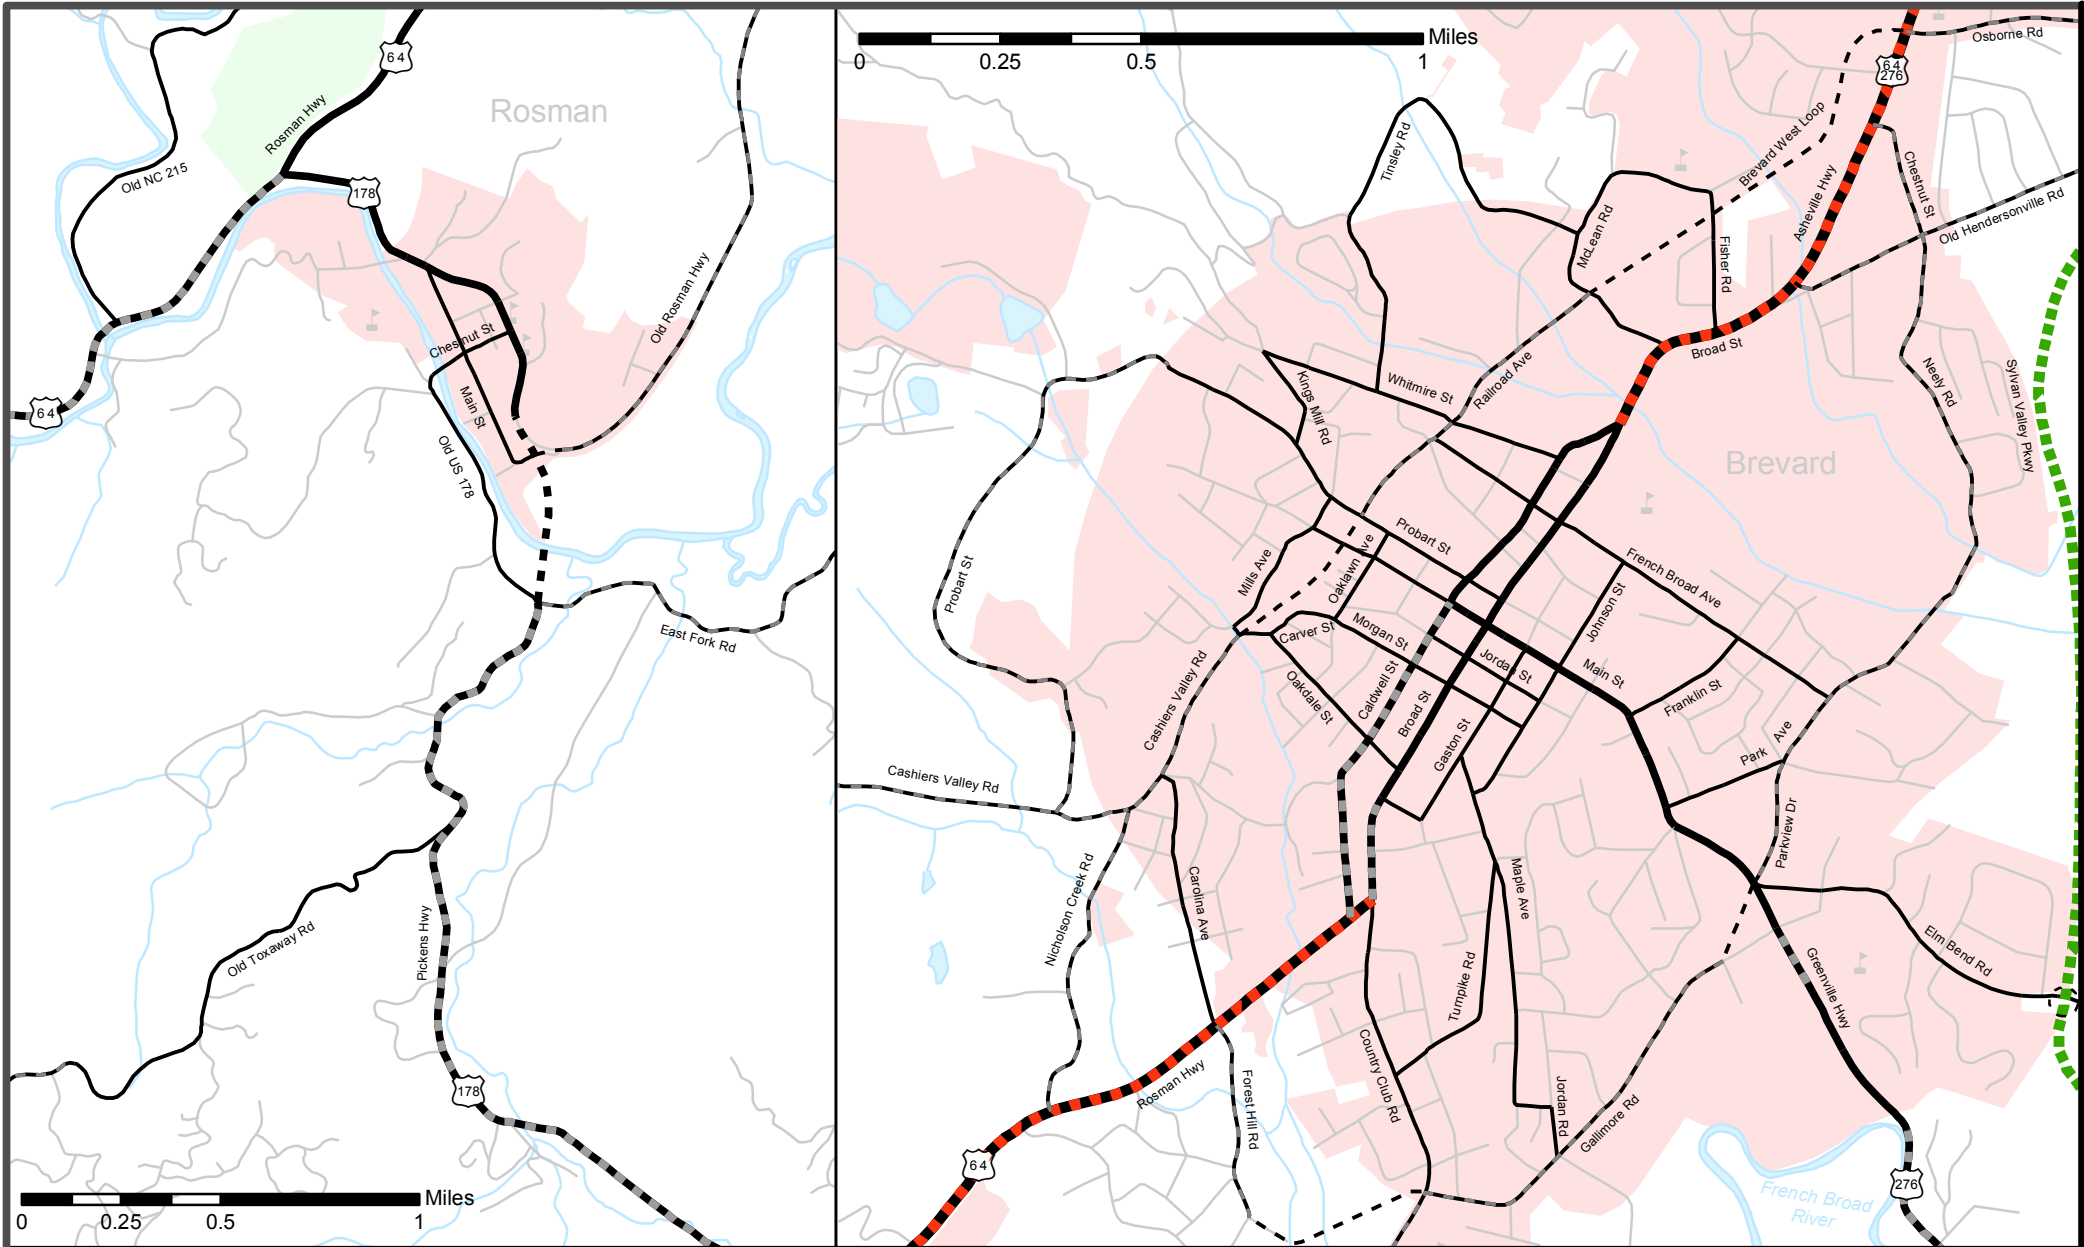 64
Rosman
Rosman Hwy
Old NC 215
178
Old Rosman Hwy
Chestnut St
Main St
64
Old US 178
East Fork Rd
Pickens Hwy
Old Toxaway Rd
178
Miles
0 0.25 0.5 1
Miles
0 0.25 0.5 1
Osborne Rd
64
276
Tinsley Rd
Brevard West Loop
Chestnut St
McLean Rd
Fisher Rd
Asheville Hwy
Old Hendersonville Rd
Broad St
Kings Mill Rd
Whitmire St
Railroad Ave
Neely Rd
Sylvan Valley Pkwy
Brevard
Probart St
Mills Ave
Oaklawn Ave
Probart St
French Broad Ave
Johnson St
Carver St
Morgan St
Jordan St
Main St
Cashiers Valley Rd
Oakdale St
Caldwell St
Broad St
Gaston St
Franklin St
Park Ave
Cashiers Valley Rd
Parkview Dr
Nicholson Creek Rd
Carolina Ave
Maple Ave
Turnpike Rd
Greenville Hwy
Elm Bend Rd
Rosman Hwy
Forest Hill Rd
Country Club Rd
Jordan Rd
Gallimore Rd
64
276
French Broad
River